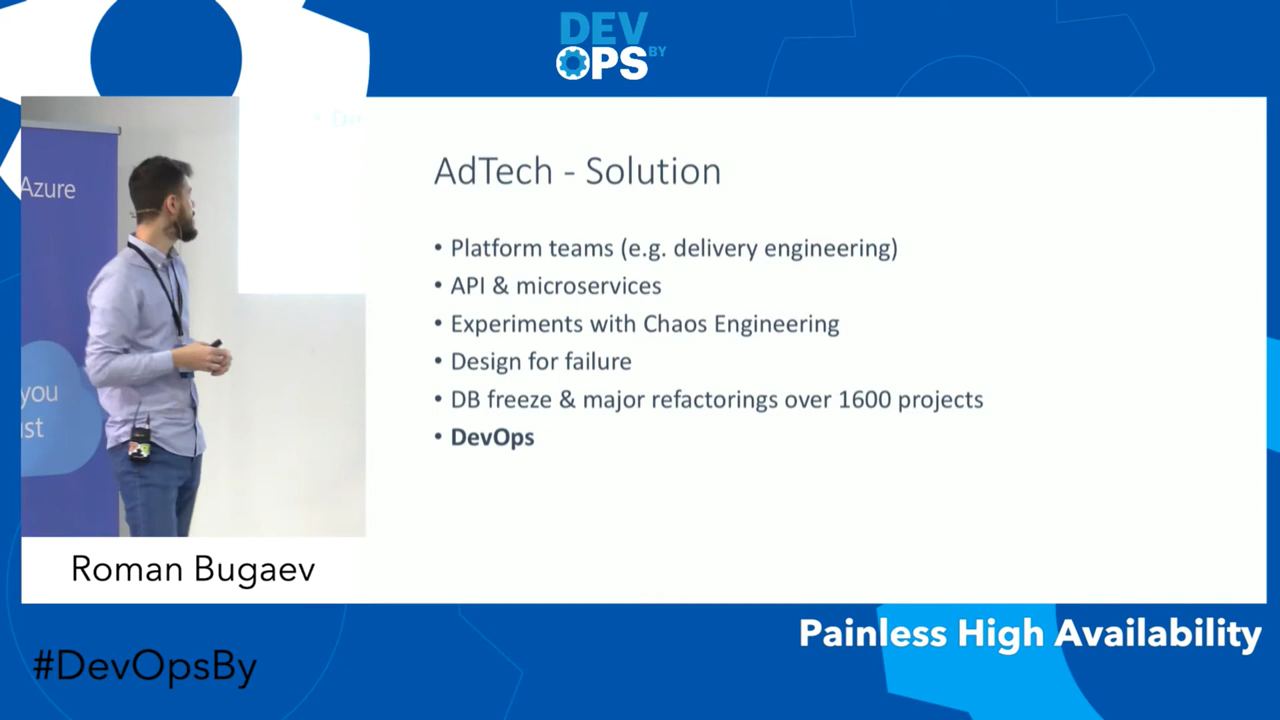 DEV
OPS BY
Azure
you
AdTech - Solution
• Platform teams (e.g. delivery engineering)
• API & microservices
• Experiments with Chaos Engineering
• Design for failure
• DB freeze & major refactorings over 1600 projects
• DevOps
Roman Bugaev
Painless High Availability
#DevOpsBy